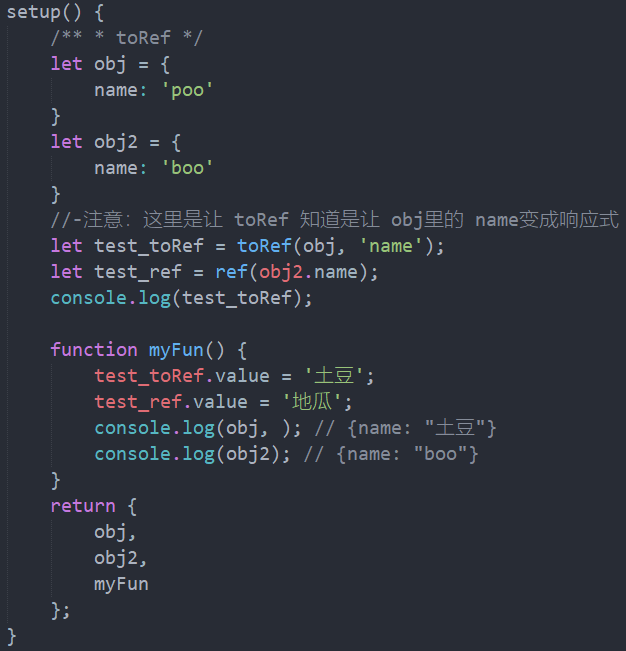 setup() {
    /** * toRef */
    let obj = {
        name: 'poo'
    }
    let obj2 = {
        name: 'boo'
    }
    //-注意：这里是让 toRef 知道是让 obj里的 name变成响应式
    let test_toRef = toRef(obj, 'name');
    let test_ref = ref(obj2.name);
    console.log(test_toRef);

    function myFun() {
        test_toRef.value = '土豆';
        test_ref.value = '地瓜';
        console.log(obj, ); // {name: "土豆"}
        console.log(obj2); // {name: "boo"}
    }
    return {
        obj,
        obj2,
        myFun
    };
}